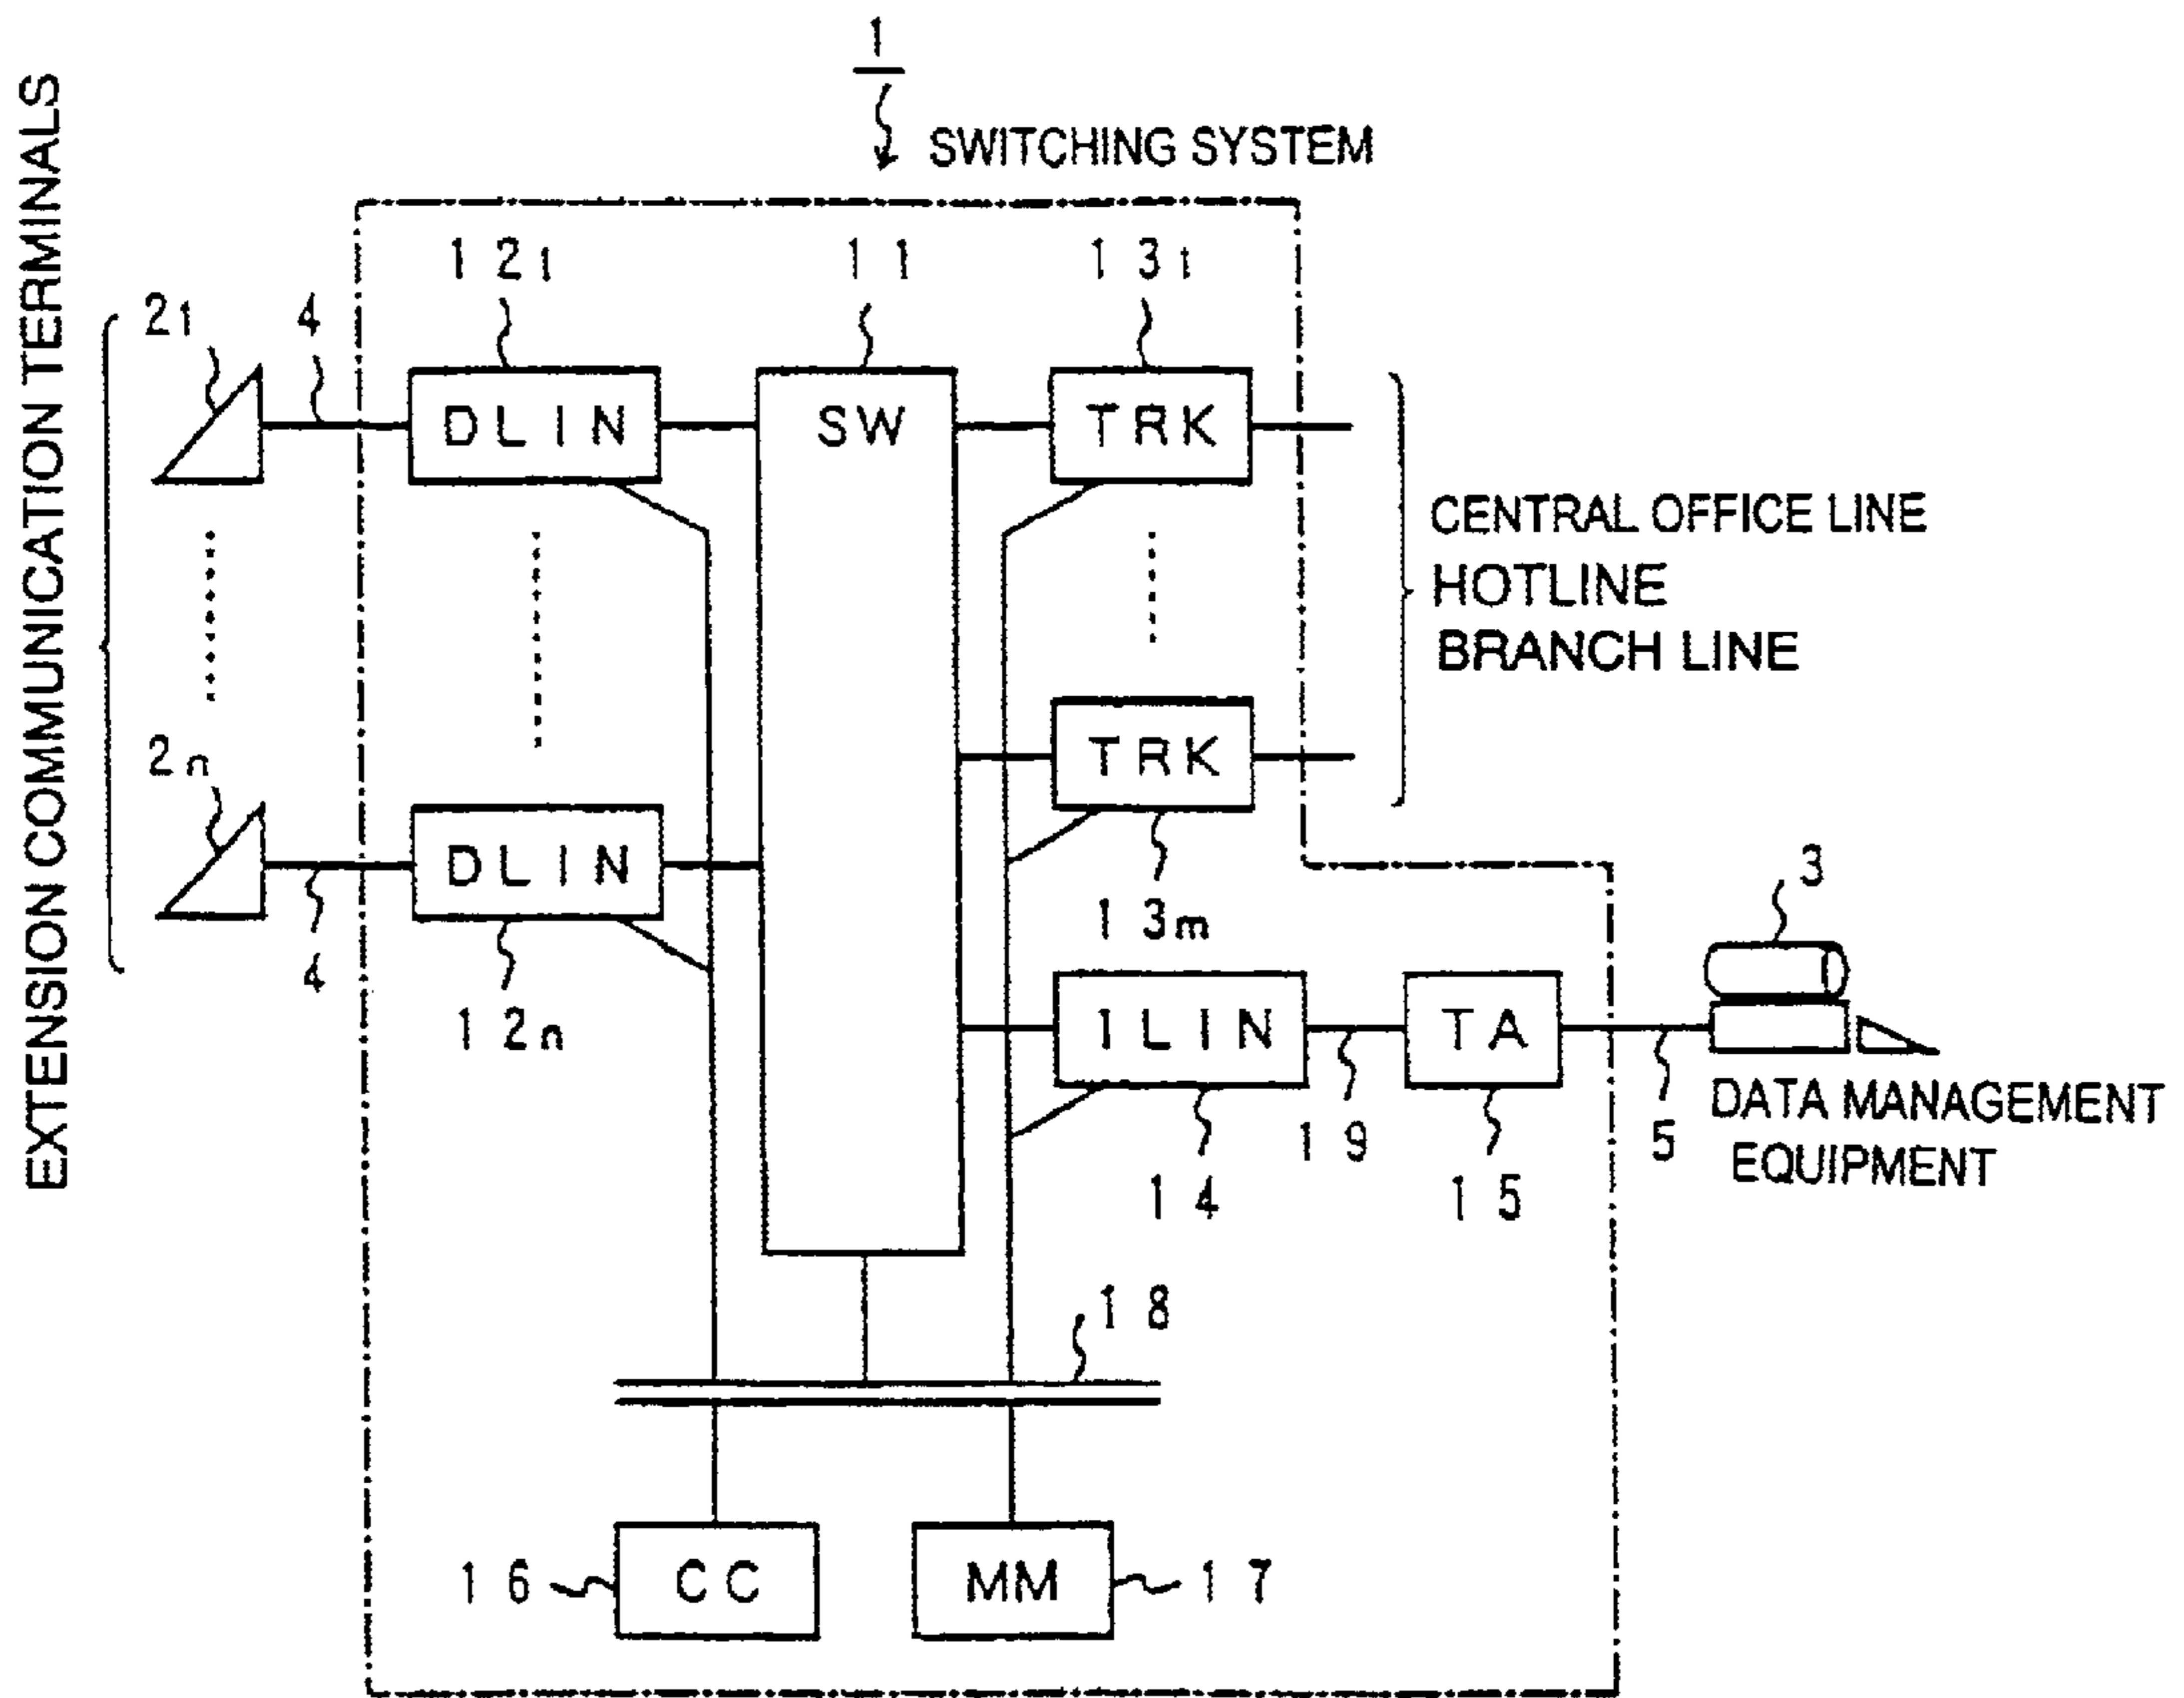 1
SWITCHING SYSTEM
EXTENSION COMMUNICATION TERMINALS
12₁
11
13₁
2₁
4
DLIN
SW
TRK
CENTRAL OFFICE LINE
HOTLINE
BRANCH LINE
2n
TRK
DLIN
13m
3
4
12n
ILIN
TA
19
5
DATA MANAGEMENT
EQUIPMENT
14
15
18
16
CC
MM
17